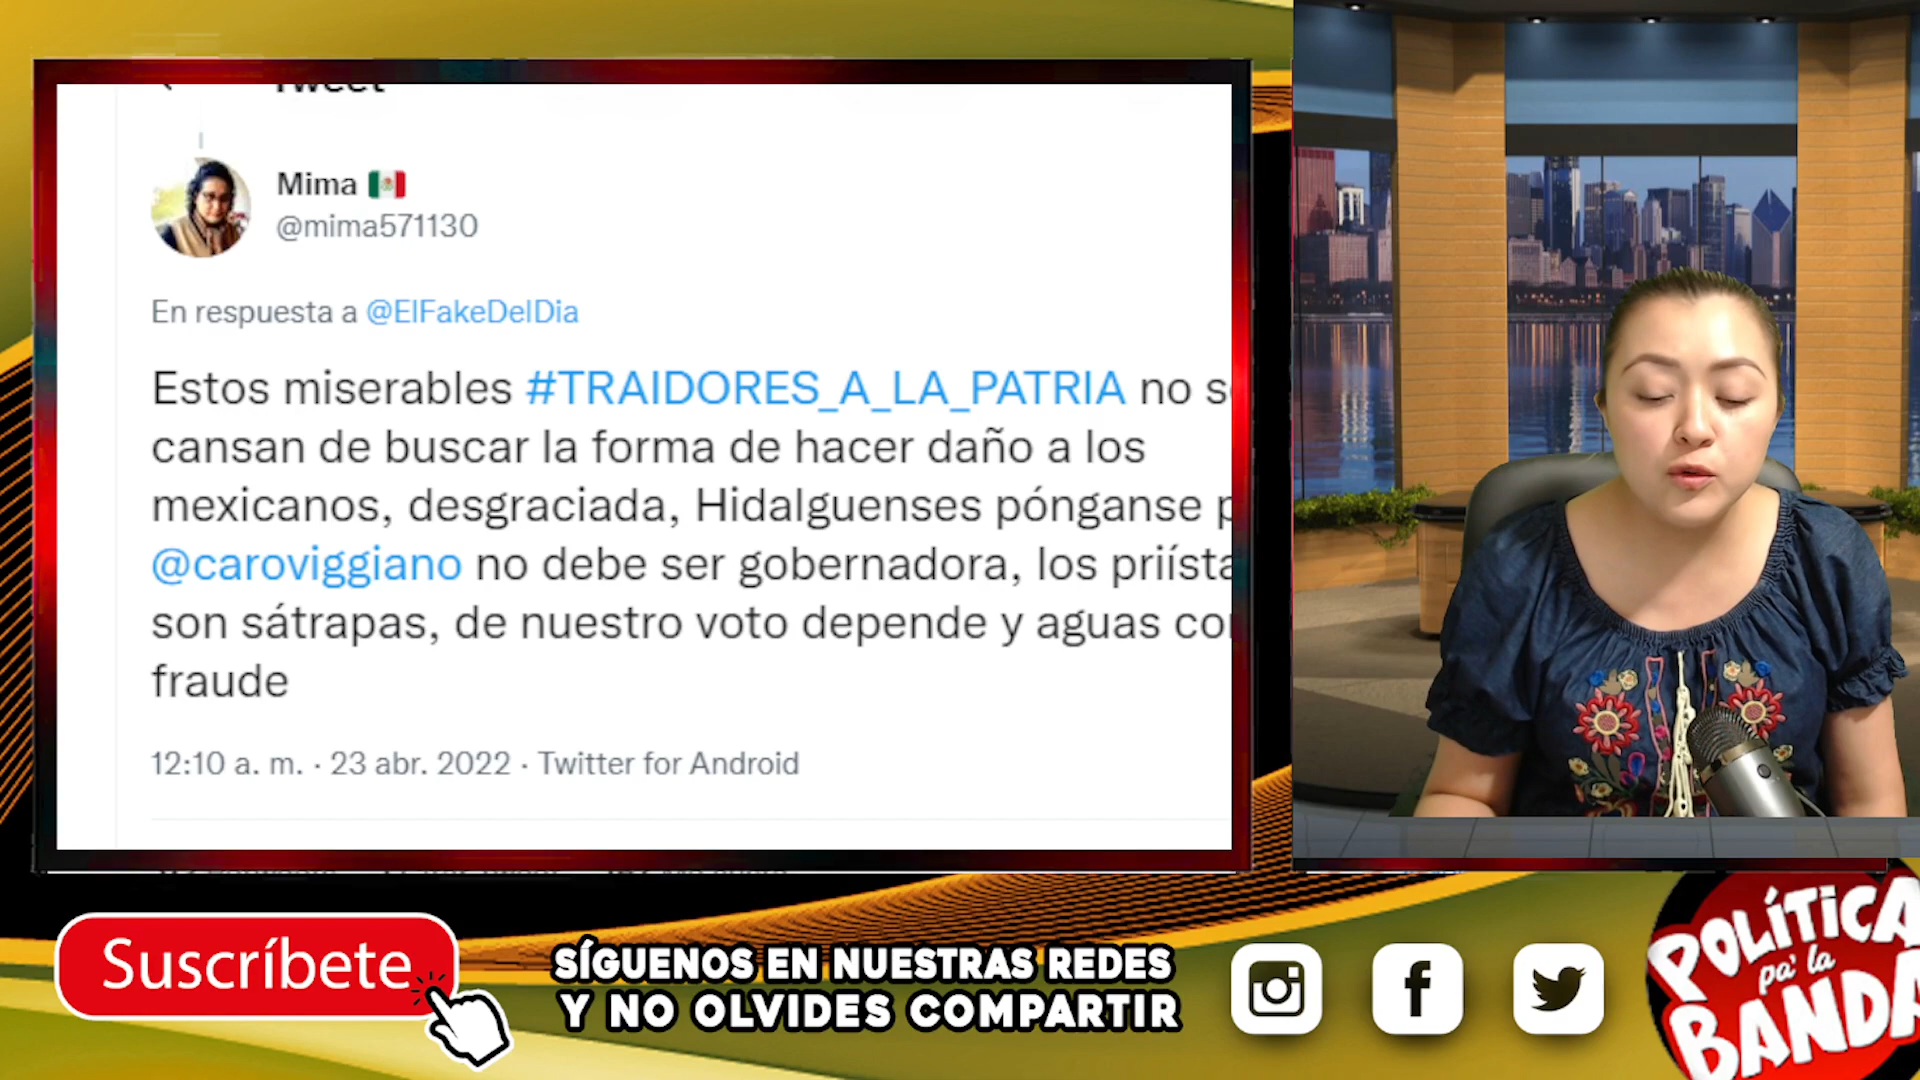 Tweet
Mima
@mima571130
En respuesta a @ElFakeDelDia
Estos miserables #TRAIDORES_A_LA_PATRIA no
cansan de buscar la forma de hacer daño a los
mexicanos, desgraciada, Hidalguenses pónganse
@caroviggiano no debe ser gobernadora, los priísta
son sátrapas, de nuestro voto depende y aguas
fraude
12:10 a. m. · 23 abr. 2022 · Twitter for Android
Suscríbete
SÍGUENOS EN NUESTRAS REDES
Y NO OLVIDES COMPARTIR
POLÍTICA
pa' la
BANDA